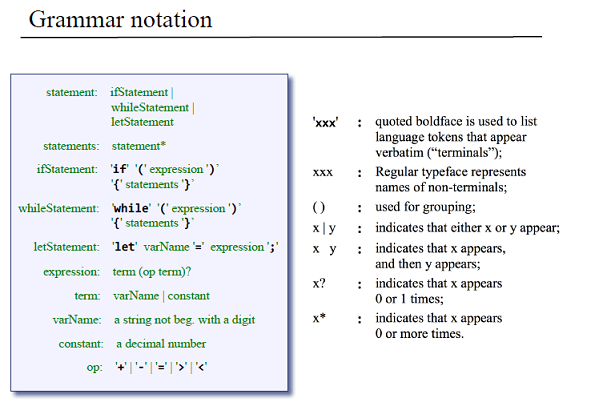 Grammar notation
statement: ifStatement |
whileStatement |
letStatement
statements: statement*
ifStatement: 'if' '(' expression ')'
'{' statements '}'
whileStatement: 'while' '(' expression ')'
'{' statements '}'
letStatement: 'let' varName '=' expression ';'
expression: term (op term)?
term: varName | constant
varName: a string not beg. with a digit
constant: a decimal number
op: '+' | '-' | '=' | '>' | '<'
'xxx' : quoted boldface is used to list
language tokens that appear
verbatim (“terminals”);
xxx : Regular typeface represents
names of non-terminals;
( ) : used for grouping;
x | y : indicates that either x or y appear;
x y : indicates that x appears,
and then y appears;
x? : indicates that x appears
0 or 1 times;
x* : indicates that x appears
0 or more times.